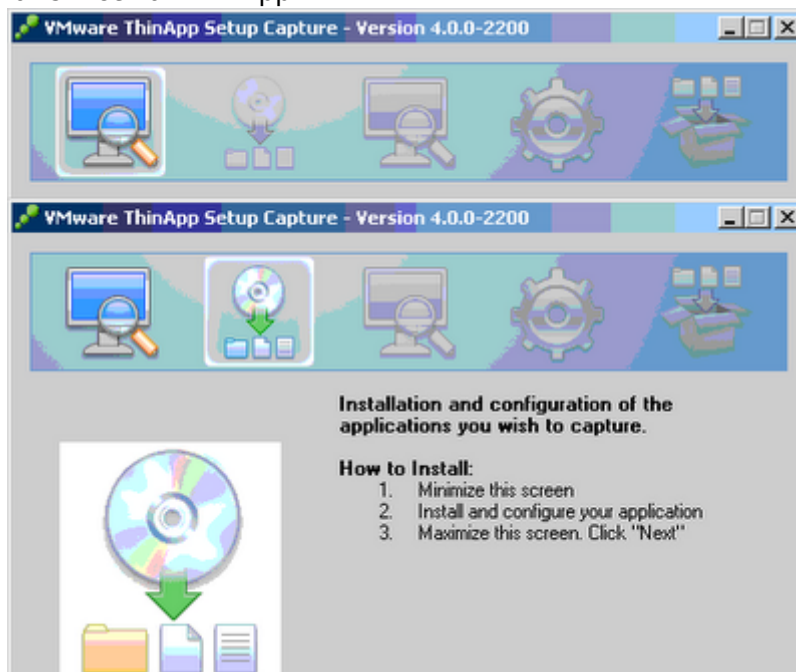 VMware ThinApp Setup Capture - Version 4.0.0-2200
VMware ThinApp Setup Capture - Version 4.0.0-2200
Installation and configuration of the
applications you wish to capture.
How to Install:
1. Minimize this screen
2. Install and configure your application
3. Maximize this screen. Click "Next"